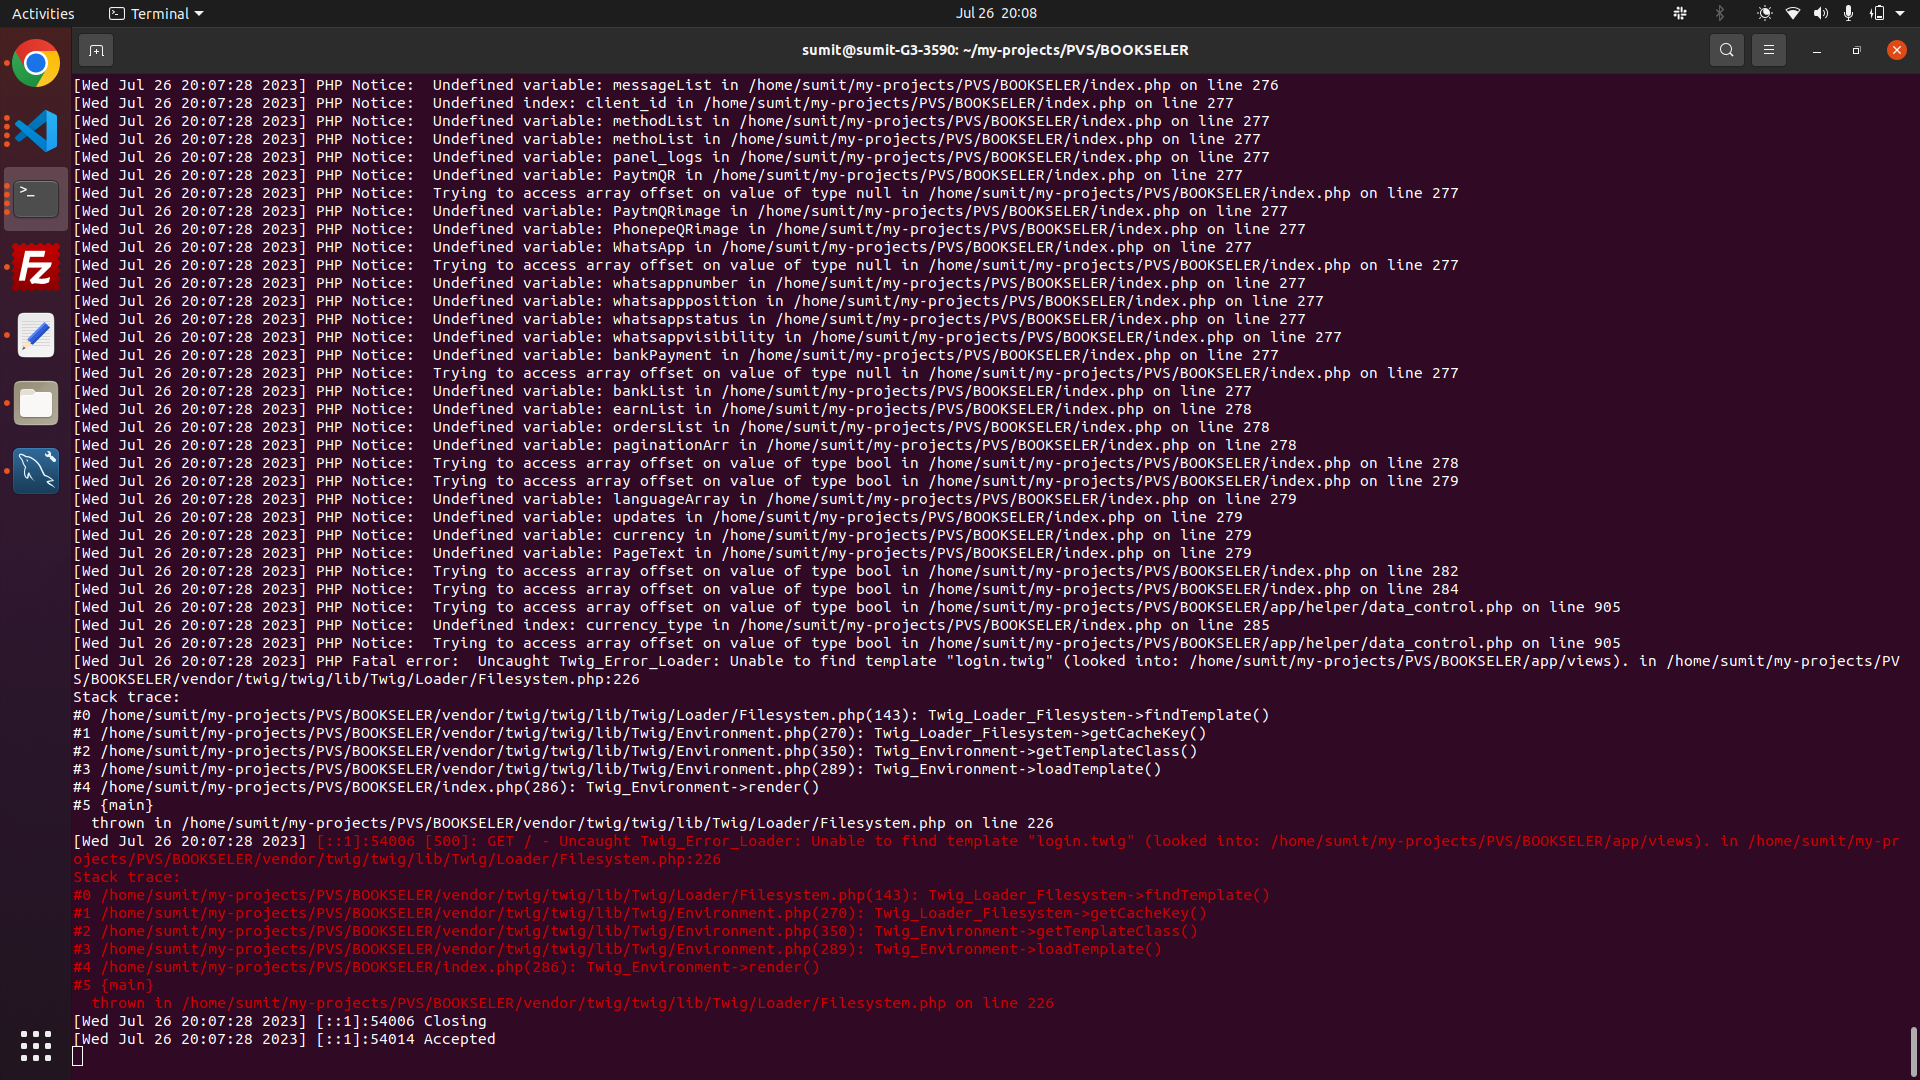 Activities
Terminal
Jul 26 20:08
sumit@sumit-G3-3590: ~/my-projects/PVS/BOOKSELER
[Wed Jul 26 20:07:28 2023] PHP Notice:  Undefined variable: messageList in /home/sumit/my-projects/PVS/BOOKSELER/index.php on line 276
[Wed Jul 26 20:07:28 2023] PHP Notice:  Undefined index: client_id in /home/sumit/my-projects/PVS/BOOKSELER/index.php on line 277
[Wed Jul 26 20:07:28 2023] PHP Notice:  Undefined variable: methodList in /home/sumit/my-projects/PVS/BOOKSELER/index.php on line 277
[Wed Jul 26 20:07:28 2023] PHP Notice:  Undefined variable: methoList in /home/sumit/my-projects/PVS/BOOKSELER/index.php on line 277
[Wed Jul 26 20:07:28 2023] PHP Notice:  Undefined variable: panel_logs in /home/sumit/my-projects/PVS/BOOKSELER/index.php on line 277
[Wed Jul 26 20:07:28 2023] PHP Notice:  Undefined variable: PaytmQR in /home/sumit/my-projects/PVS/BOOKSELER/index.php on line 277
[Wed Jul 26 20:07:28 2023] PHP Notice:  Trying to access array offset on value of type null in /home/sumit/my-projects/PVS/BOOKSELER/index.php on line 277
[Wed Jul 26 20:07:28 2023] PHP Notice:  Undefined variable: PaytmQRimage in /home/sumit/my-projects/PVS/BOOKSELER/index.php on line 277
[Wed Jul 26 20:07:28 2023] PHP Notice:  Undefined variable: PhonepeQRimage in /home/sumit/my-projects/PVS/BOOKSELER/index.php on line 277
[Wed Jul 26 20:07:28 2023] PHP Notice:  Undefined variable: WhatsApp in /home/sumit/my-projects/PVS/BOOKSELER/index.php on line 277
[Wed Jul 26 20:07:28 2023] PHP Notice:  Trying to access array offset on value of type null in /home/sumit/my-projects/PVS/BOOKSELER/index.php on line 277
[Wed Jul 26 20:07:28 2023] PHP Notice:  Undefined variable: whatsappnumber in /home/sumit/my-projects/PVS/BOOKSELER/index.php on line 277
[Wed Jul 26 20:07:28 2023] PHP Notice:  Undefined variable: whatsappposition in /home/sumit/my-projects/PVS/BOOKSELER/index.php on line 277
[Wed Jul 26 20:07:28 2023] PHP Notice:  Undefined variable: whatsappstatus in /home/sumit/my-projects/PVS/BOOKSELER/index.php on line 277
[Wed Jul 26 20:07:28 2023] PHP Notice:  Undefined variable: whatsappvisibility in /home/sumit/my-projects/PVS/BOOKSELER/index.php on line 277
[Wed Jul 26 20:07:28 2023] PHP Notice:  Undefined variable: bankPayment in /home/sumit/my-projects/PVS/BOOKSELER/index.php on line 277
[Wed Jul 26 20:07:28 2023] PHP Notice:  Trying to access array offset on value of type null in /home/sumit/my-projects/PVS/BOOKSELER/index.php on line 277
[Wed Jul 26 20:07:28 2023] PHP Notice:  Undefined variable: bankList in /home/sumit/my-projects/PVS/BOOKSELER/index.php on line 277
[Wed Jul 26 20:07:28 2023] PHP Notice:  Undefined variable: earnList in /home/sumit/my-projects/PVS/BOOKSELER/index.php on line 278
[Wed Jul 26 20:07:28 2023] PHP Notice:  Undefined variable: ordersList in /home/sumit/my-projects/PVS/BOOKSELER/index.php on line 278
[Wed Jul 26 20:07:28 2023] PHP Notice:  Undefined variable: paginationArr in /home/sumit/my-projects/PVS/BOOKSELER/index.php on line 278
[Wed Jul 26 20:07:28 2023] PHP Notice:  Trying to access array offset on value of type bool in /home/sumit/my-projects/PVS/BOOKSELER/index.php on line 278
[Wed Jul 26 20:07:28 2023] PHP Notice:  Trying to access array offset on value of type bool in /home/sumit/my-projects/PVS/BOOKSELER/index.php on line 279
[Wed Jul 26 20:07:28 2023] PHP Notice:  Undefined variable: languageArray in /home/sumit/my-projects/PVS/BOOKSELER/index.php on line 279
[Wed Jul 26 20:07:28 2023] PHP Notice:  Undefined variable: updates in /home/sumit/my-projects/PVS/BOOKSELER/index.php on line 279
[Wed Jul 26 20:07:28 2023] PHP Notice:  Undefined variable: currency in /home/sumit/my-projects/PVS/BOOKSELER/index.php on line 279
[Wed Jul 26 20:07:28 2023] PHP Notice:  Undefined variable: PageText in /home/sumit/my-projects/PVS/BOOKSELER/index.php on line 279
[Wed Jul 26 20:07:28 2023] PHP Notice:  Trying to access array offset on value of type bool in /home/sumit/my-projects/PVS/BOOKSELER/index.php on line 282
[Wed Jul 26 20:07:28 2023] PHP Notice:  Trying to access array offset on value of type bool in /home/sumit/my-projects/PVS/BOOKSELER/index.php on line 284
[Wed Jul 26 20:07:28 2023] PHP Notice:  Trying to access array offset on value of type bool in /home/sumit/my-projects/PVS/BOOKSELER/app/helper/data_control.php on line 905
[Wed Jul 26 20:07:28 2023] PHP Notice:  Undefined index: currency_type in /home/sumit/my-projects/PVS/BOOKSELER/index.php on line 285
[Wed Jul 26 20:07:28 2023] PHP Notice:  Trying to access array offset on value of type bool in /home/sumit/my-projects/PVS/BOOKSELER/app/helper/data_control.php on line 905
[Wed Jul 26 20:07:28 2023] PHP Fatal error:  Uncaught Twig_Error_Loader: Unable to find template "login.twig" (looked into: /home/sumit/my-projects/PVS/BOOKSELER/app/views). in /home/sumit/my-projects/PV
S/BOOKSELER/vendor/twig/twig/lib/Twig/Loader/Filesystem.php:226
Stack trace:
#0 /home/sumit/my-projects/PVS/BOOKSELER/vendor/twig/twig/lib/Twig/Loader/Filesystem.php(143): Twig_Loader_Filesystem->findTemplate()
#1 /home/sumit/my-projects/PVS/BOOKSELER/vendor/twig/twig/lib/Twig/Environment.php(270): Twig_Loader_Filesystem->getCacheKey()
#2 /home/sumit/my-projects/PVS/BOOKSELER/vendor/twig/twig/lib/Twig/Environment.php(350): Twig_Environment->getTemplateClass()
#3 /home/sumit/my-projects/PVS/BOOKSELER/vendor/twig/twig/lib/Twig/Environment.php(289): Twig_Environment->loadTemplate()
#4 /home/sumit/my-projects/PVS/BOOKSELER/index.php(286): Twig_Environment->render()
#5 {main}
  thrown in /home/sumit/my-projects/PVS/BOOKSELER/vendor/twig/twig/lib/Twig/Loader/Filesystem.php on line 226
[Wed Jul 26 20:07:28 2023] [::1]:54006 [500]: GET / - Uncaught Twig_Error_Loader: Unable to find template "login.twig" (looked into: /home/sumit/my-projects/PVS/BOOKSELER/app/views). in /home/sumit/my-pr
ojects/PVS/BOOKSELER/vendor/twig/twig/lib/Twig/Loader/Filesystem.php:226
Stack trace:
#0 /home/sumit/my-projects/PVS/BOOKSELER/vendor/twig/twig/lib/Twig/Loader/Filesystem.php(143): Twig_Loader_Filesystem->findTemplate()
#1 /home/sumit/my-projects/PVS/BOOKSELER/vendor/twig/twig/lib/Twig/Environment.php(270): Twig_Loader_Filesystem->getCacheKey()
#2 /home/sumit/my-projects/PVS/BOOKSELER/vendor/twig/twig/lib/Twig/Environment.php(350): Twig_Environment->getTemplateClass()
#3 /home/sumit/my-projects/PVS/BOOKSELER/vendor/twig/twig/lib/Twig/Environment.php(289): Twig_Environment->loadTemplate()
#4 /home/sumit/my-projects/PVS/BOOKSELER/index.php(286): Twig_Environment->render()
#5 {main}
  thrown in /home/sumit/my-projects/PVS/BOOKSELER/vendor/twig/twig/lib/Twig/Loader/Filesystem.php on line 226
[Wed Jul 26 20:07:28 2023] [::1]:54006 Closing
[Wed Jul 26 20:07:28 2023] [::1]:54014 Accepted